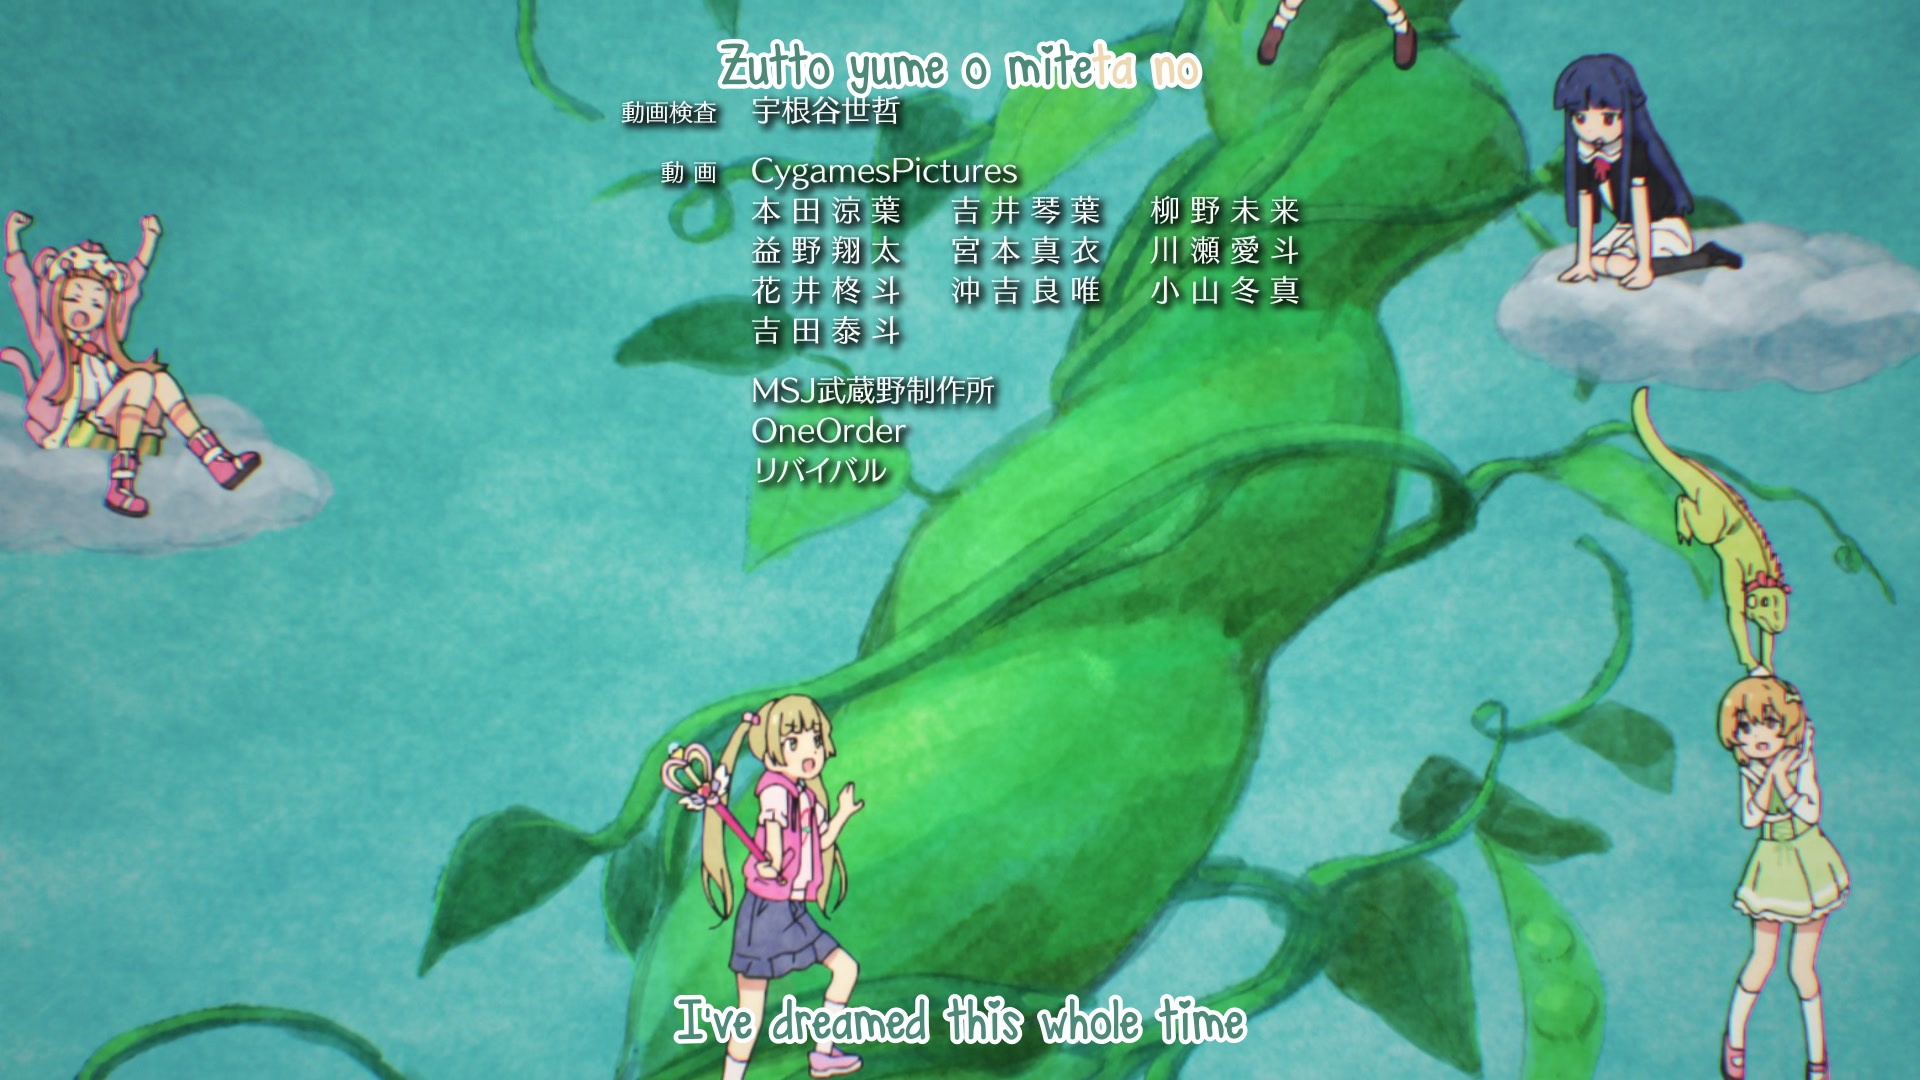 Zutto yume o miteta no
動画検査 宇根谷世哲
動画 CygamesPictures
本田涼葉 吉井琴葉 柳野未来
益野翔太 宮本真衣 川瀬愛斗
花井柊斗 沖吉良唯 小山冬真
吉田泰斗
MSJ武蔵野制作所
OneOrder
リバイバル
I've dreamed this whole time